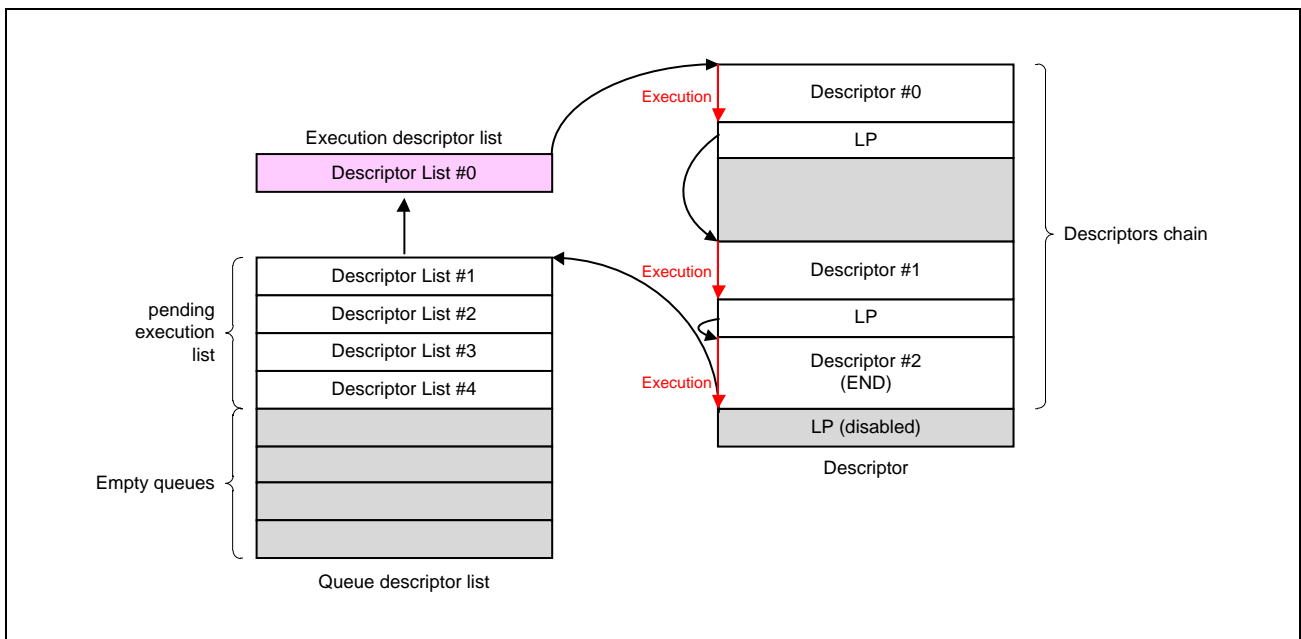 Execution descriptor list
Descriptor List #0
Descriptor List #1
Descriptor List #2
Descriptor List #3
Descriptor List #4
pending
execution
list
Empty queues
Queue descriptor list
Execution
Descriptor #0
LP
Execution
Descriptor #1
LP
Execution
Descriptor #2
(END)
LP (disabled)
Descriptor
Descriptors chain